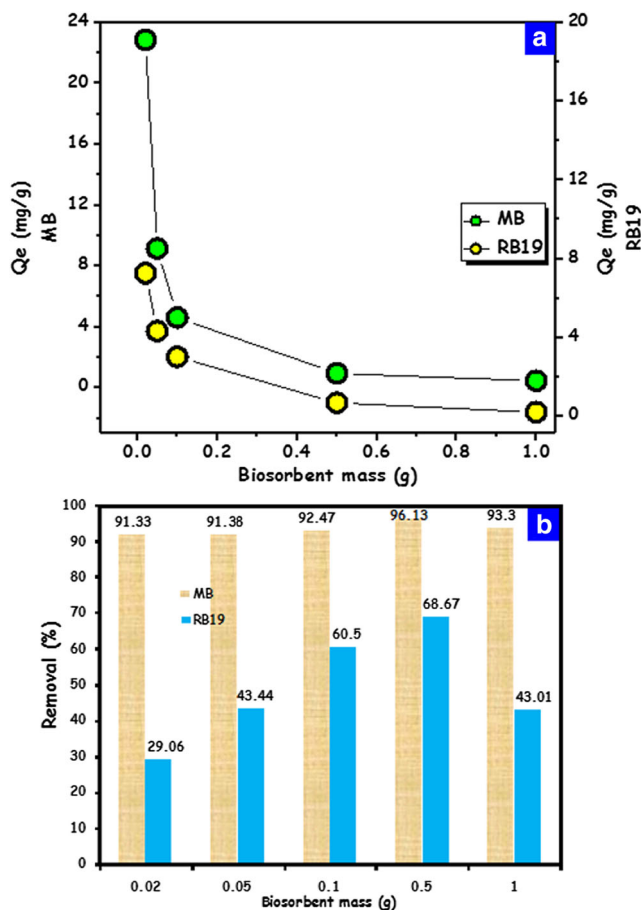 a
24
20
16
12
8
4
0
Qe (mg/g)
MB
20
16
12
8
4
0
Qe (mg/g)
RB19
MB
RB19
0.0 0.2 0.4 0.6 0.8 1.0
Biosorbent mass (g)
b
100
90
80
70
60
50
40
30
20
10
0
Removal (%)
91.33 91.38 92.47 96.13 93.3
MB
RB19
29.06 43.44 60.5 68.67 43.01
0.02 0.05 0.1 0.5 1
Biosorbent mass (g)